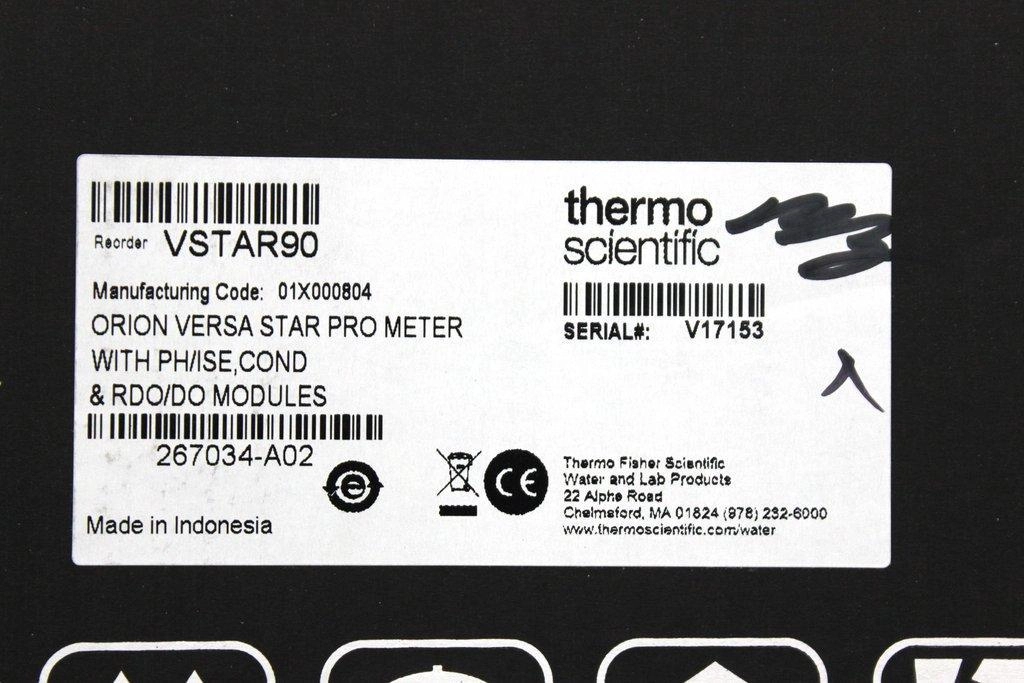 Reorder VSTAR90
Manufacturing Code: 01X000804
ORION VERSA STAR PRO METER
WITH PH/ISE,COND
& RDO/DO MODULES
267034-A02
Made in Indonesia
e
CE
thermo
scientific
SERIAL#: V17153
Thermo Fisher Scientific
Water and Lab Products
22 Alpha Road
Chelmsford, MA 01824 (978) 232-6000
www.thermoscientific.com/water